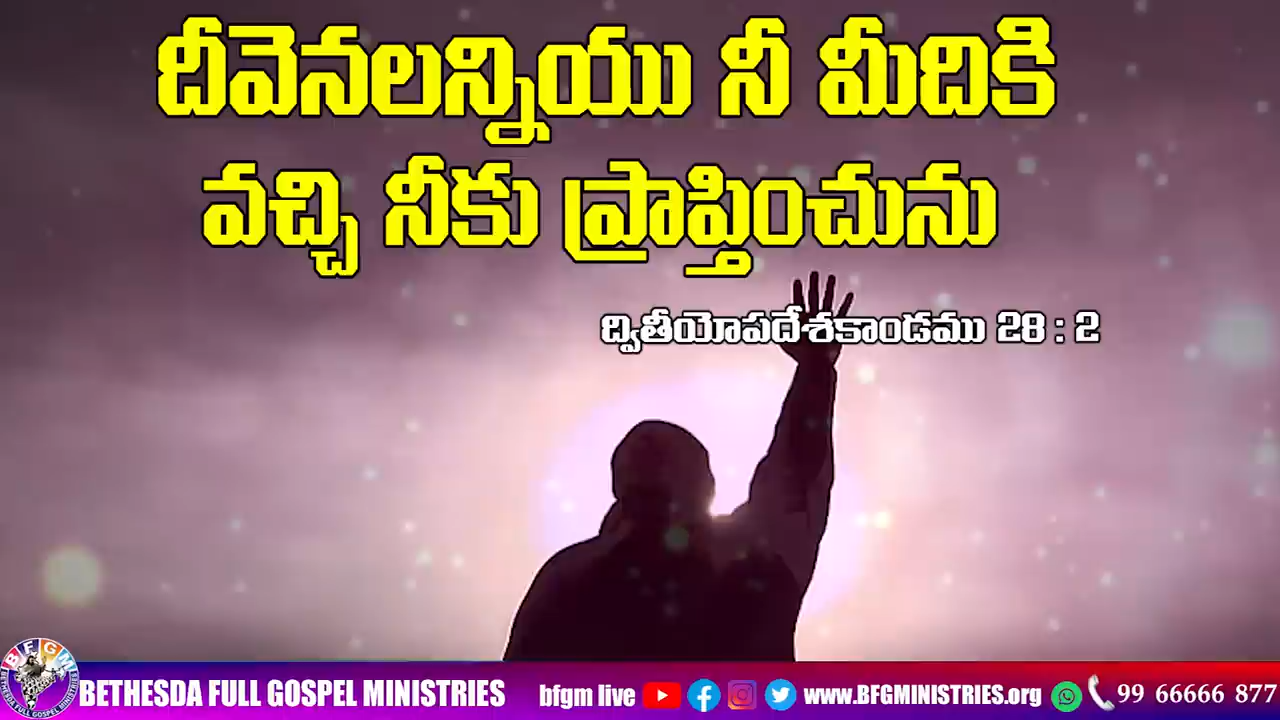 దీవెనలన్నియు నీ మీదికి
వచ్చి నీకు ప్రాప్తించును
ద్వితీయోపదేశకాండము 28 : 2
BFGM
BETHESDA FULL GOSPEL MINISTRIES bfgm live www.BFGMINISTRIES.org 99 66666 877